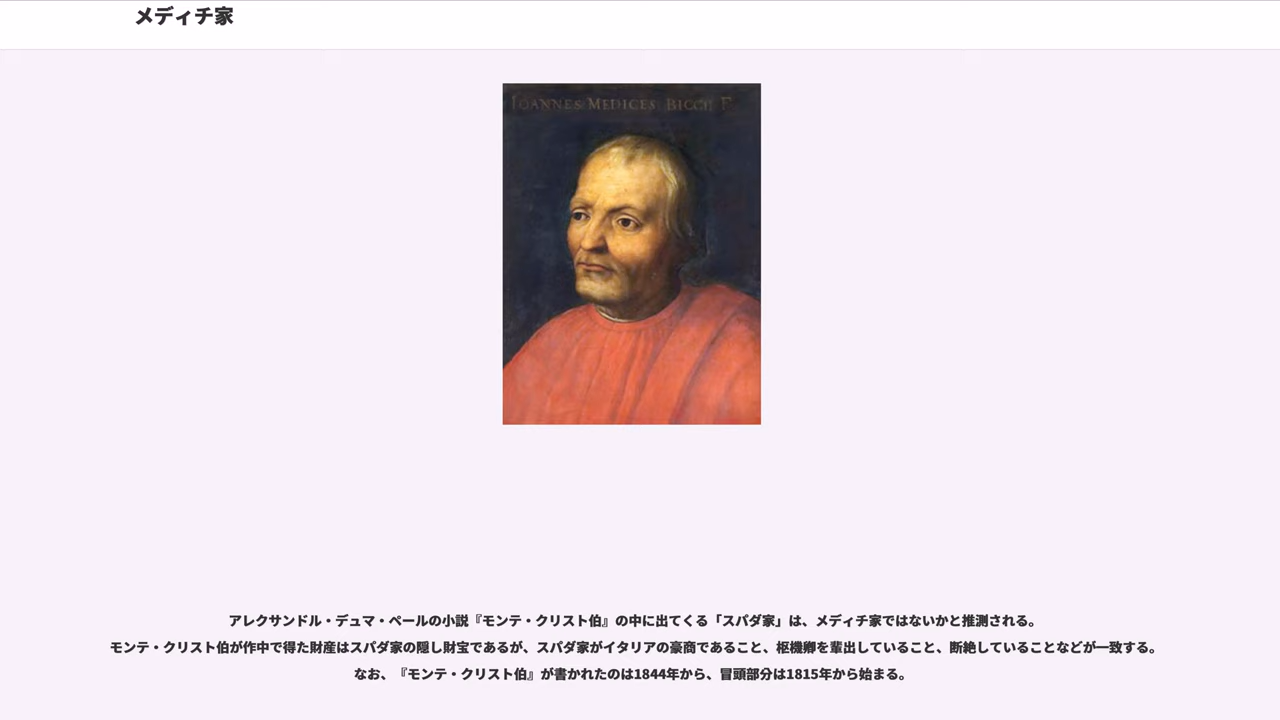 メディチ家
IOANNES MEDICES BICCII F
アレクサンドル・デュマ・ペールの小説『モンテ・クリスト伯』の中に出てくる「スパダ家」は、メディチ家ではないかと推測される。
モンテ・クリスト伯が作中で得た財産はスパダ家の隠し財宝であるが、スパダ家がイタリアの豪商であること、枢機卿を輩出していること、断絶していることなどが一致する。
なお、『モンテ・クリスト伯』が書かれたのは1844年から、冒頭部分は1815年から始まる。